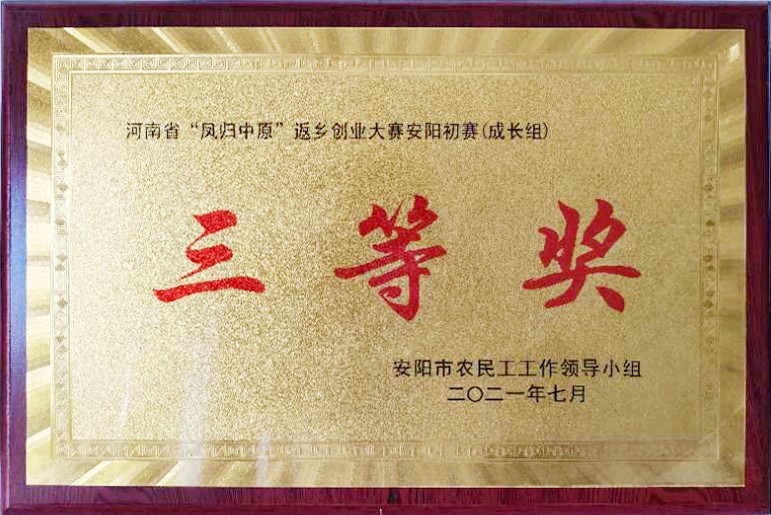 河南省“凤归中原”返乡创业大赛安阳初赛(成长组)
三等奖
安阳市农民工工作领导小组
二〇二一年七月